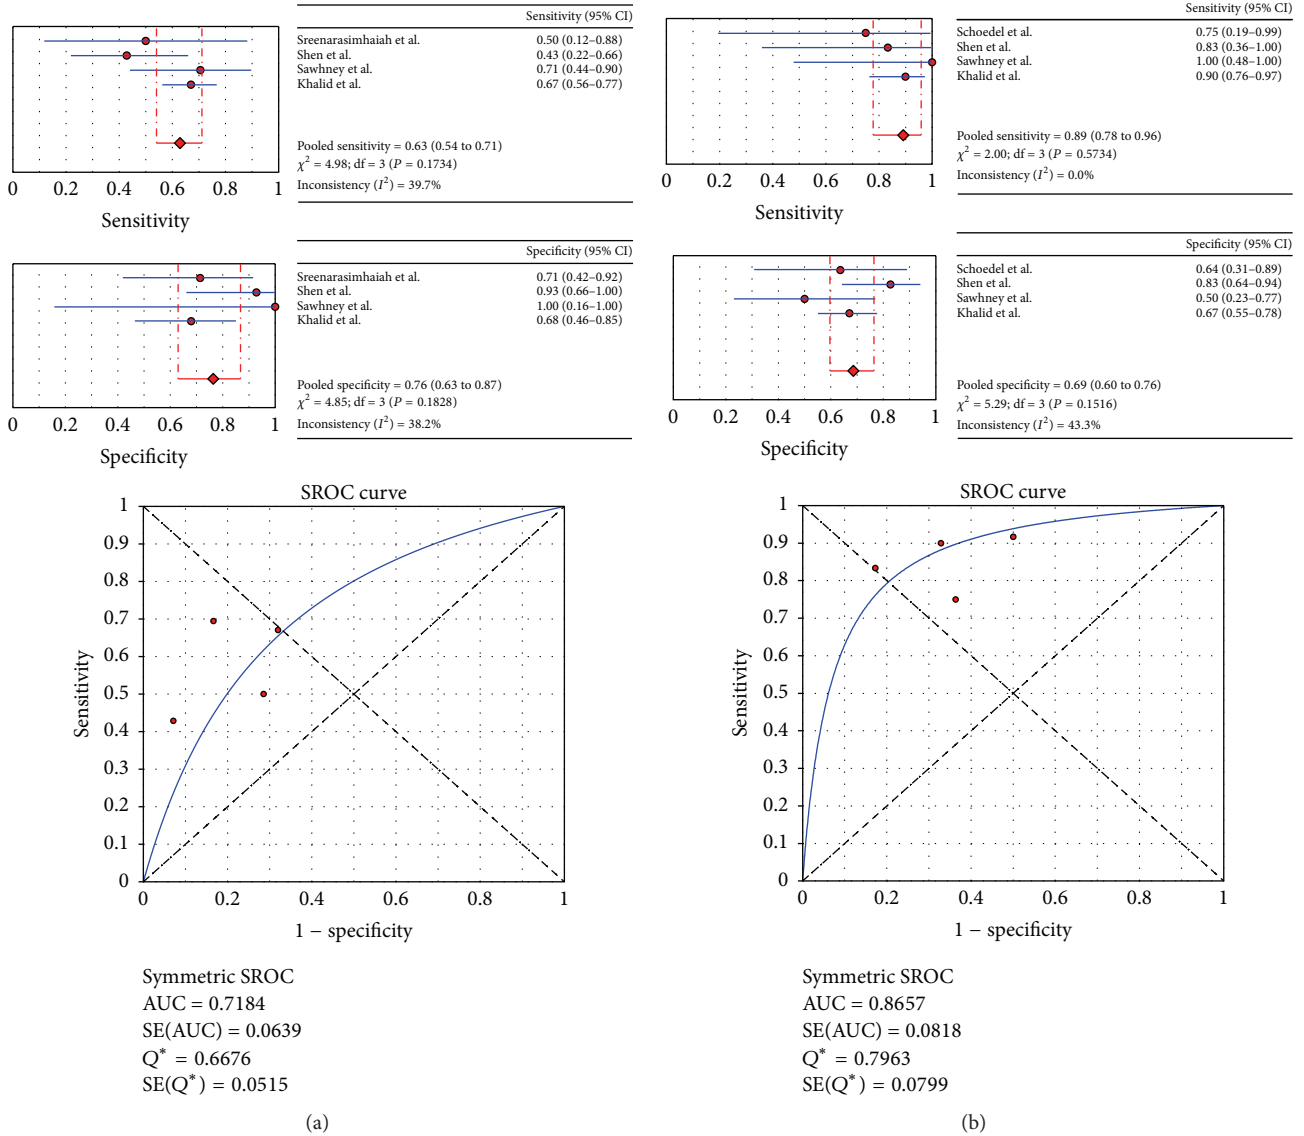 Sensitivity (95% CI)
Sreenarasimhaiah et al. 0.50 (0.12–0.88)
Shen et al. 0.43 (0.22–0.66)
Sawhney et al. 0.71 (0.44–0.90)
Khalid et al. 0.67 (0.56–0.77)
Pooled sensitivity = 0.63 (0.54 to 0.71)
χ² = 4.98; df = 3 (P = 0.1734)
Inconsistency (I²) = 39.7%
0 0.2 0.4 0.6 0.8 1
Sensitivity
Specificity (95% CI)
Sreenarasimhaiah et al. 0.71 (0.42–0.92)
Shen et al. 0.93 (0.66–1.00)
Sawhney et al. 1.00 (0.16–1.00)
Khalid et al. 0.68 (0.46–0.85)
Pooled specificity = 0.76 (0.63 to 0.87)
χ² = 4.85; df = 3 (P = 0.1828)
Inconsistency (I²) = 38.2%
0 0.2 0.4 0.6 0.8 1
Specificity
SROC curve
1
0.9
0.8
0.7
0.6
0.5
0.4
0.3
0.2
0.1
0
Sensitivity
0 0.2 0.4 0.6 0.8 1
1 − specificity
Symmetric SROC
AUC = 0.7184
SE(AUC) = 0.0639
Q* = 0.6676
SE(Q*) = 0.0515
(a)
Sensitivity (95% CI)
Schoedel et al. 0.75 (0.19–0.99)
Shen et al. 0.83 (0.36–1.00)
Sawhney et al. 1.00 (0.48–1.00)
Khalid et al. 0.90 (0.76–0.97)
Pooled sensitivity = 0.89 (0.78 to 0.96)
χ² = 2.00; df = 3 (P = 0.5734)
Inconsistency (I²) = 0.0%
0 0.2 0.4 0.6 0.8 1
Sensitivity
Specificity (95% CI)
Schoedel et al. 0.64 (0.31–0.89)
Shen et al. 0.83 (0.64–0.94)
Sawhney et al. 0.50 (0.23–0.77)
Khalid et al. 0.67 (0.55–0.78)
Pooled specificity = 0.69 (0.60 to 0.76)
χ² = 5.29; df = 3 (P = 0.1516)
Inconsistency (I²) = 43.3%
0 0.2 0.4 0.6 0.8 1
Specificity
SROC curve
1
0.9
0.8
0.7
0.6
0.5
0.4
0.3
0.2
0.1
0
Sensitivity
0 0.2 0.4 0.6 0.8 1
1 − specificity
Symmetric SROC
AUC = 0.8657
SE(AUC) = 0.0818
Q* = 0.7963
SE(Q*) = 0.0799
(b)